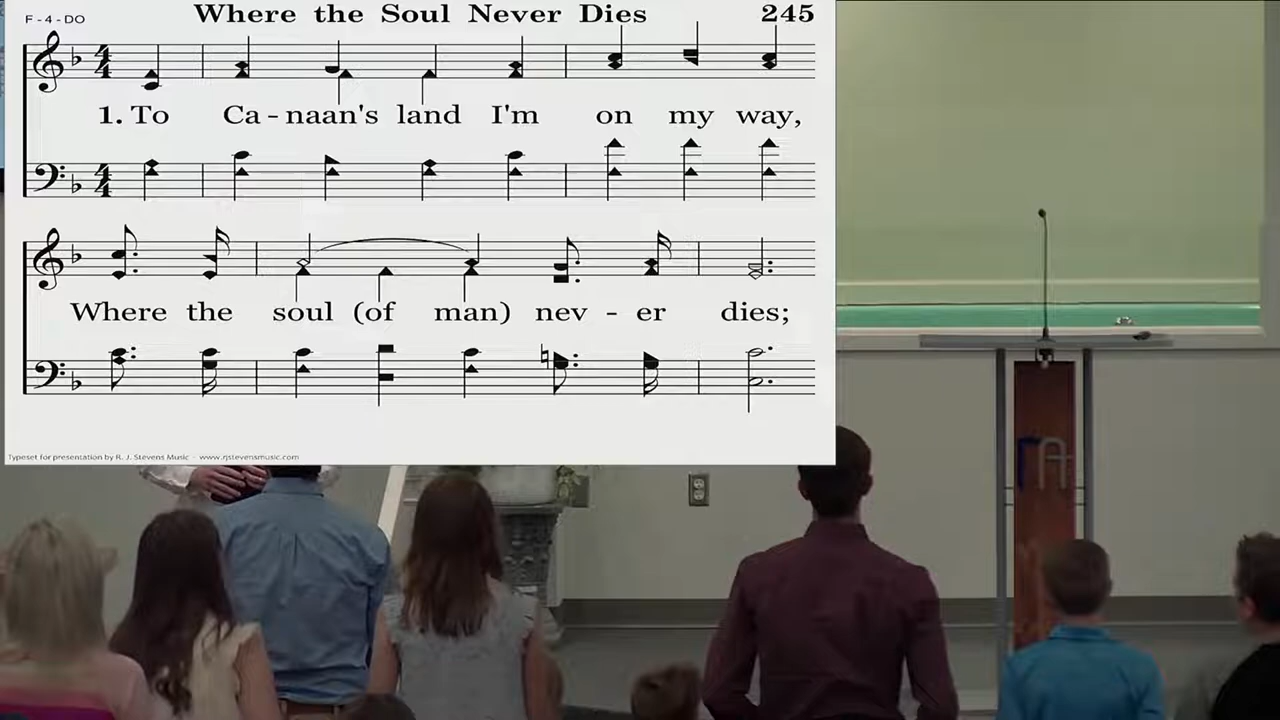 F - 4 - DO
Where the Soul Never Dies
245
1. To Ca - naan's land I'm on my way,
Where the soul (of man) nev - er dies;
Typeset for presentation by R. J. Stevens Music - www.rjstevensmusic.com